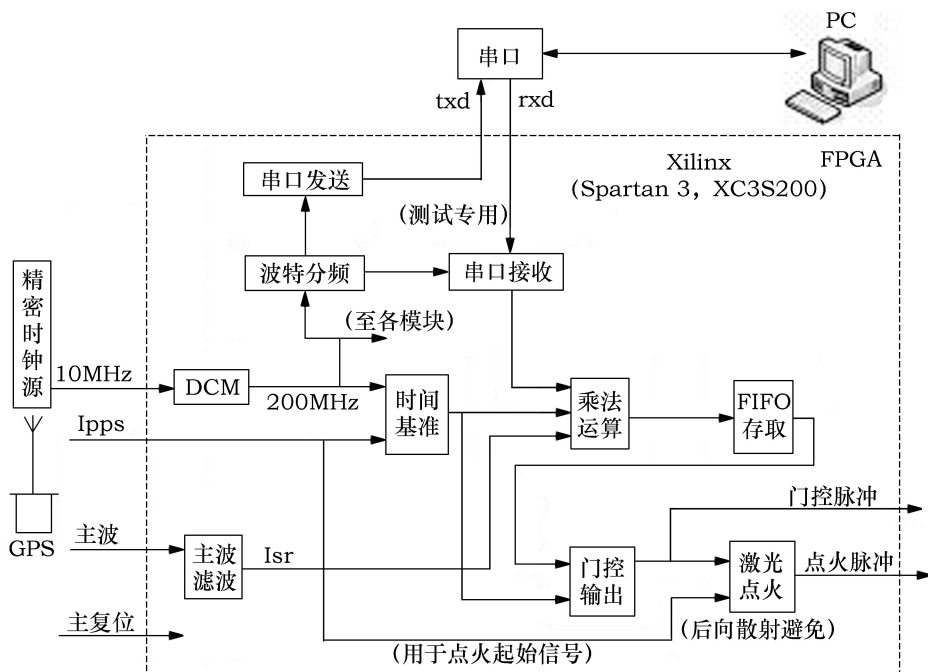 PC
串口
txd
rxd
FPGA
Xilinx
(Spartan 3, XC3S200)
串口发送
(测试专用)
波特分频
串口接收
精密时钟源
(至各模块)
10MHz
DCM
200MHz
时间
基准
乘法
运算
FIFO
存取
Ipps
GPS
主波
主波
滤波
Isr
门控
输出
门控脉冲
激光
点火
点火脉冲
主复位
(后向散射避免)
(用于点火起始信号)